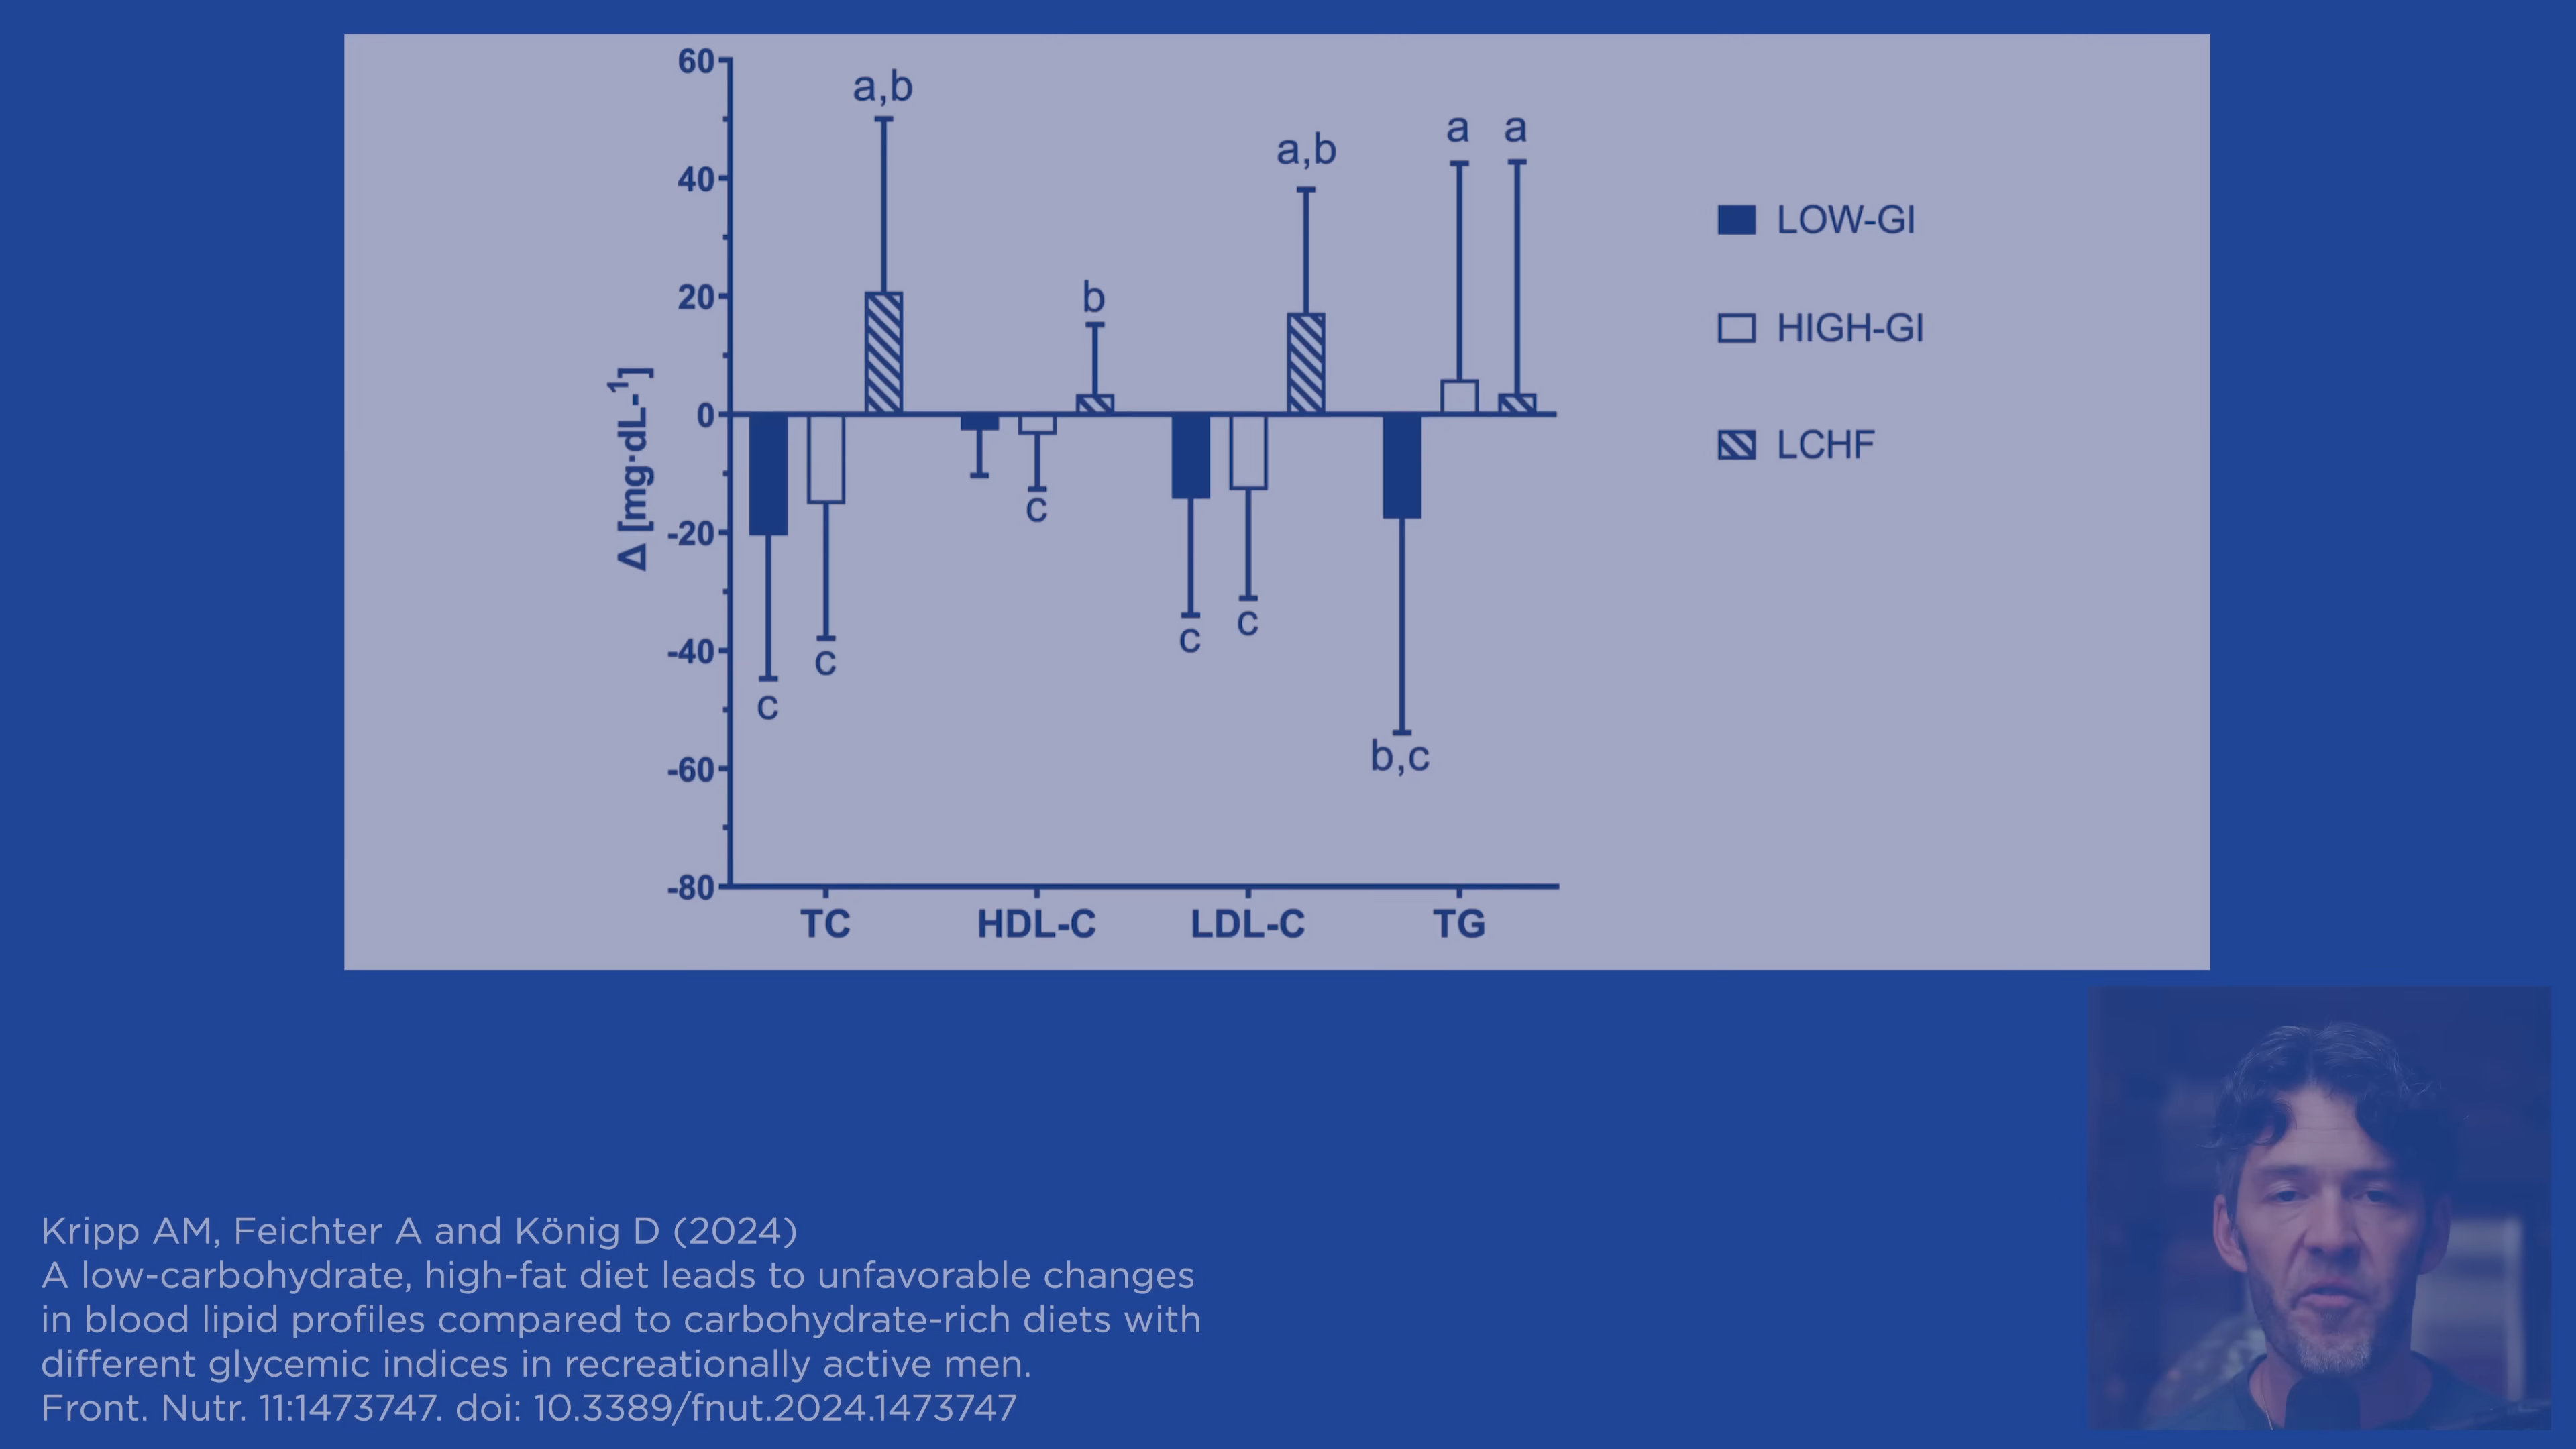 60
40
20
0
-20
-40
-60
-80
Δ [mg·dL-¹]
a,b
b
a,b
a a
c
c
c
c
c
b,c
TC HDL-C LDL-C TG
LOW-GI
HIGH-GI
LCHF
Kripp AM, Feichter A and König D (2024)
A low-carbohydrate, high-fat diet leads to unfavorable changes
in blood lipid profiles compared to carbohydrate-rich diets with
different glycemic indices in recreationally active men.
Front. Nutr. 11:1473747. doi: 10.3389/fnut.2024.1473747